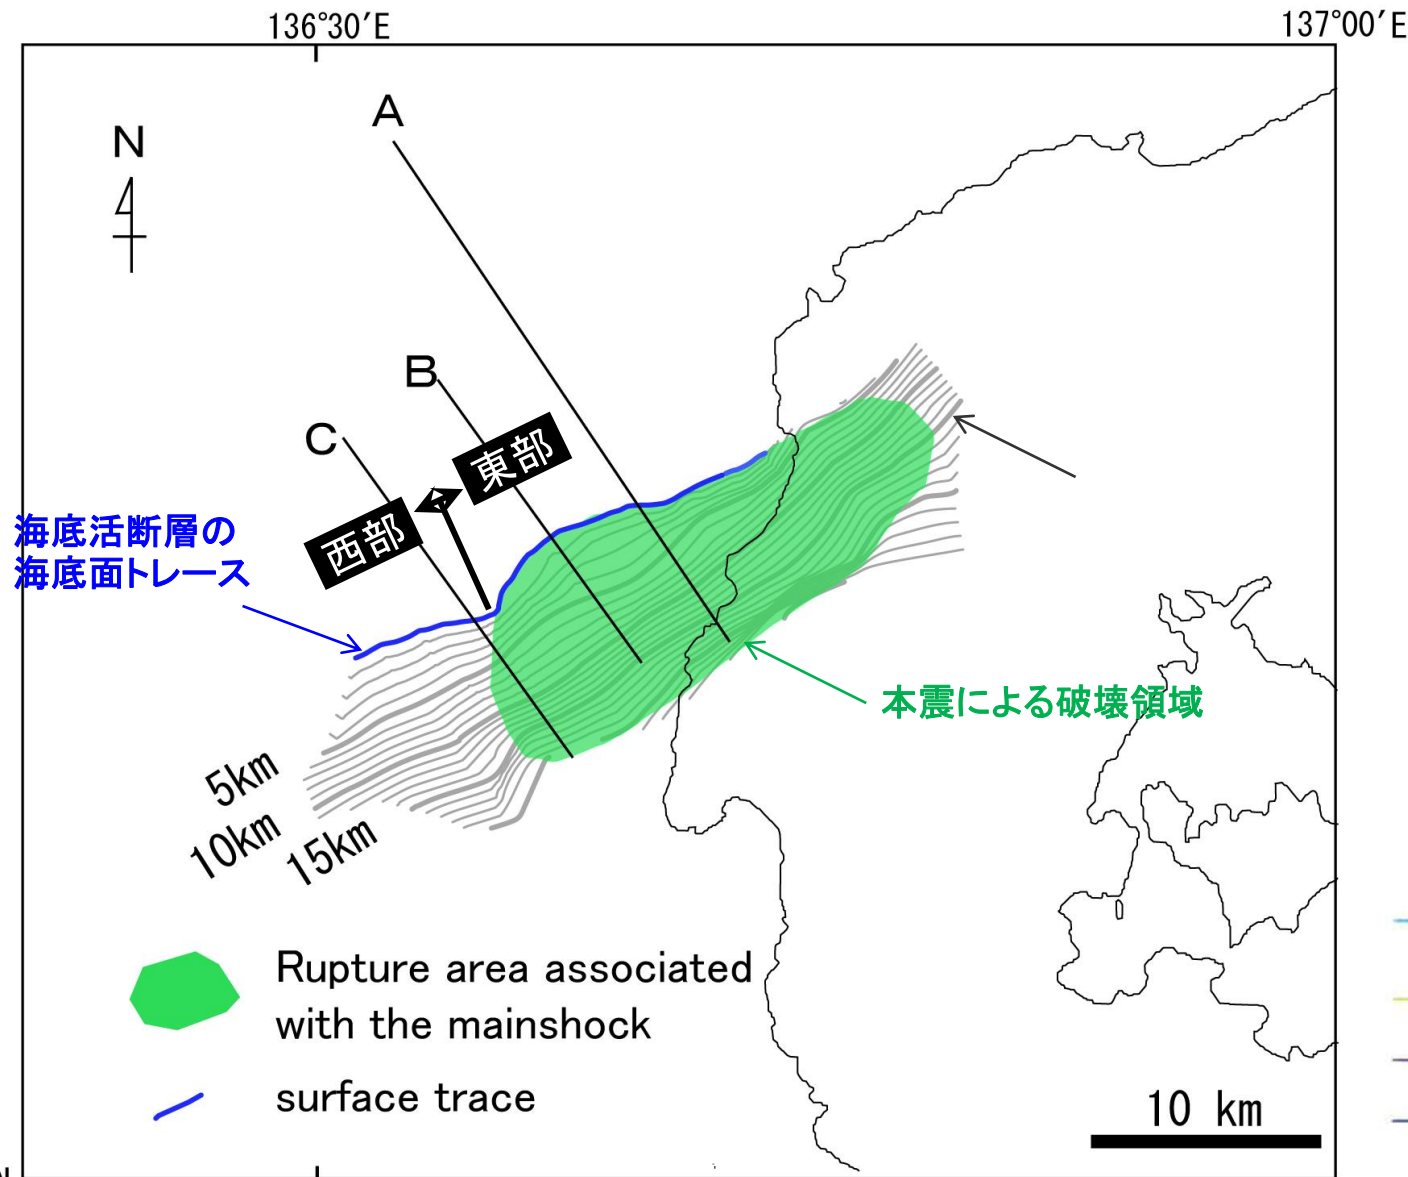 136°30′E
137°00′E
A
N
B
C
東部
西部
海底活断層の
海底面トレース
本震による破壊領域
5km
10km
15km
Rupture area associated
with the mainshock
surface trace
10 km